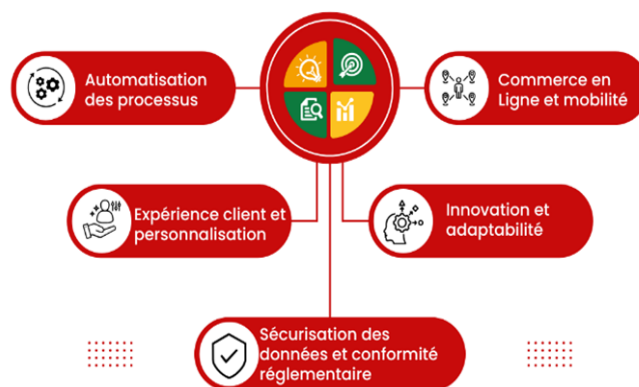 Automatisation
des processus
Commerce en
Ligne et mobilité
Expérience client et
personnalisation
Innovation et
adaptabilité
Sécurisation des
données et conformité
réglementaire